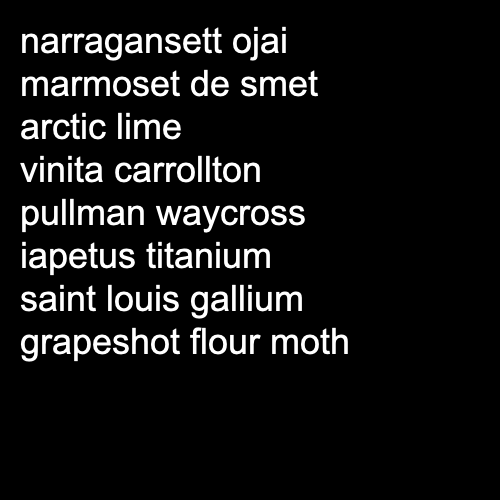 narragansett ojai
marmoset de smet
arctic lime
vinita carrollton
pullman waycross
iapetus titanium
saint louis gallium
grapeshot flour moth